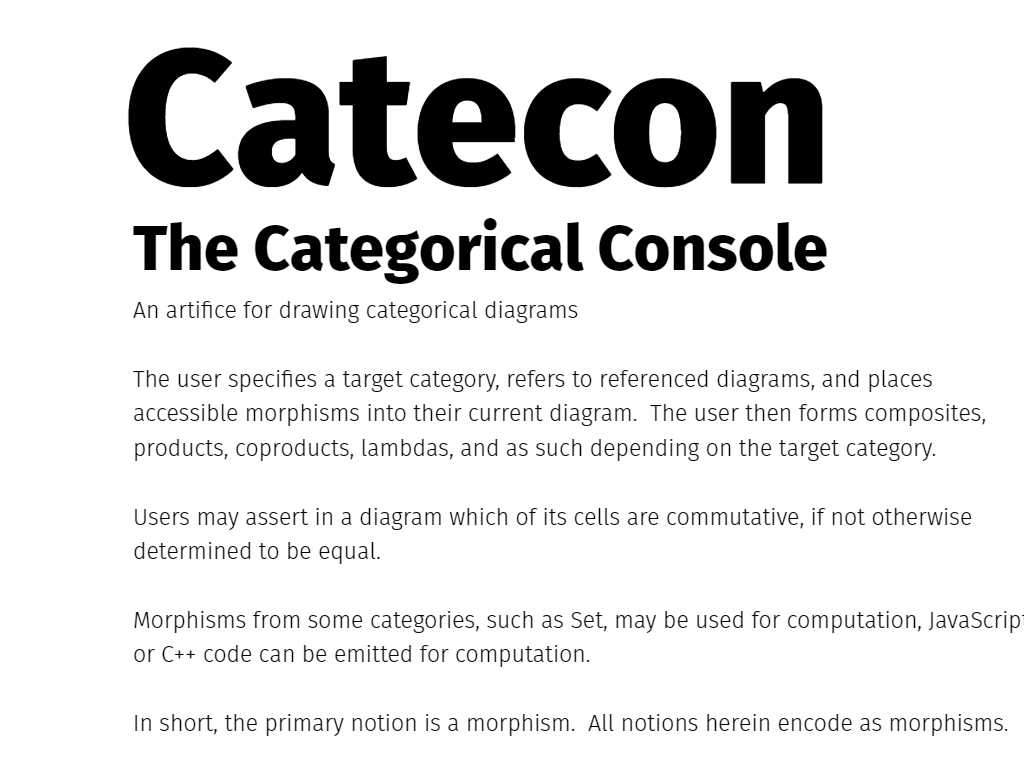 Catecon
The Categorical Console
An artifice for drawing categorical diagrams
The user specifies a target category, refers to referenced diagrams, and places
accessible morphisms into their current diagram.  The user then forms composites,
products, coproducts, lambdas, and as such depending on the target category.
Users may assert in a diagram which of its cells are commutative, if not otherwise
determined to be equal.
Morphisms from some categories, such as Set, may be used for computation, JavaScript
or C++ code can be emitted for computation.
In short, the primary notion is a morphism.  All notions herein encode as morphisms.